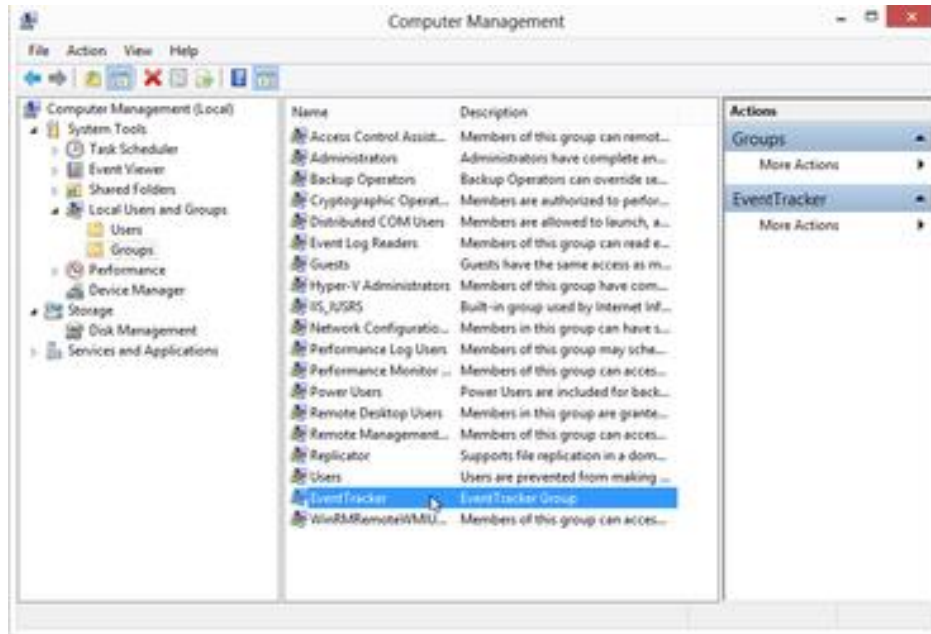 Computer Management
File Action View Help
Computer Management (Local)
System Tools
Task Scheduler
Event Viewer
Shared Folders
Local Users and Groups
Users
Groups
Performance
Device Manager
Storage
Disk Management
Services and Applications
Name Description
Access Control Assist... Members of this group can remot...
Administrators Administrators have complete an...
Backup Operators Backup Operators can override se...
Cryptographic Operat... Members are authorized to perfor...
Distributed COM Users Members are allowed to launch, a...
Event Log Readers Members of this group can read e...
Guests Guests have the same access as m...
Hyper-V Administrators Members of this group have com...
IIS_IUSRS Built-in group used by Internet Inf...
Network Configuratio... Members in this group can have s...
Performance Log Users Members of this group may sche...
Performance Monitor ... Members of this group can acces...
Power Users Power Users are included for back...
Remote Desktop Users Members in this group are grante...
Remote Management... Members of this group can acces...
Replicator Supports file replication in a dom...
Users Users are prevented from making ...
EventTracker EventTracker Group
WinRMRemoteWMIU... Members of this group can acces...
Actions
Groups
More Actions
EventTracker
More Actions